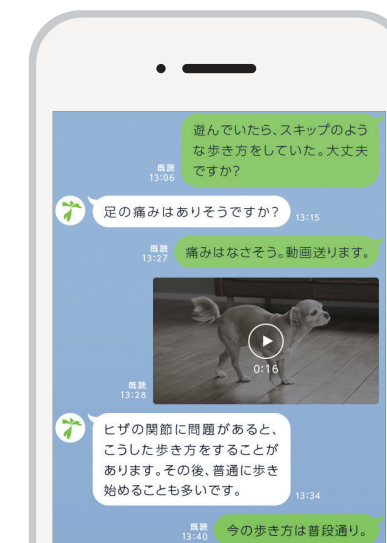 遊んでいたら、スキップのよう
な歩き方をしていた。大丈夫
ですか?
既読
13:06
足の痛みはありそうですか?
13:15
既読
13:27
痛みはなさそう。動画送ります。
0:16
既読
13:28
ヒザの関節に問題があると、
こうした歩き方をすることが
あります。その後、普通に歩き
始めることも多いです。
13:34
既読
13:40
今の歩き方は普段通り。